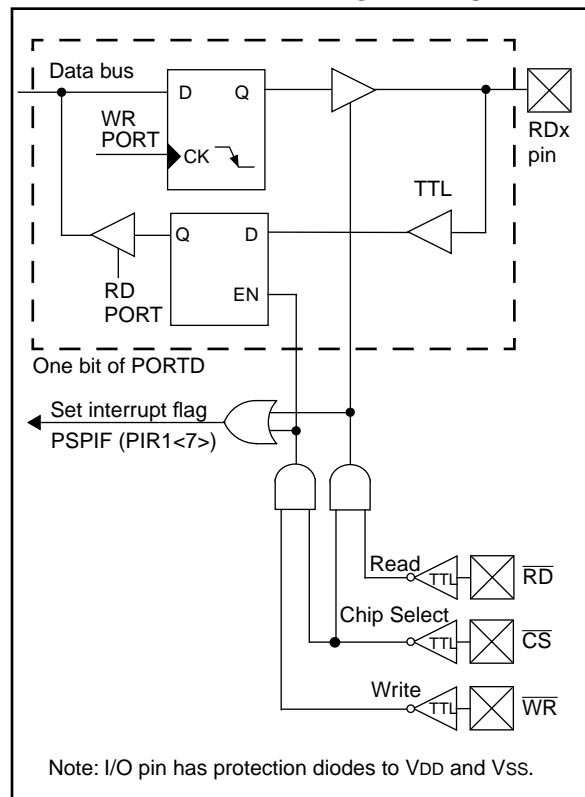 Data bus
D
Q
WR
PORT
CK
RDx
pin
TTL
Q
D
RD
PORT
EN
One bit of PORTD
Set interrupt flag
PSPIF (PIR1<7>)
Read
TTL
RD
Chip Select
TTL
CS
Write
TTL
WR
Note: I/O pin has protection diodes to VDD and VSS.